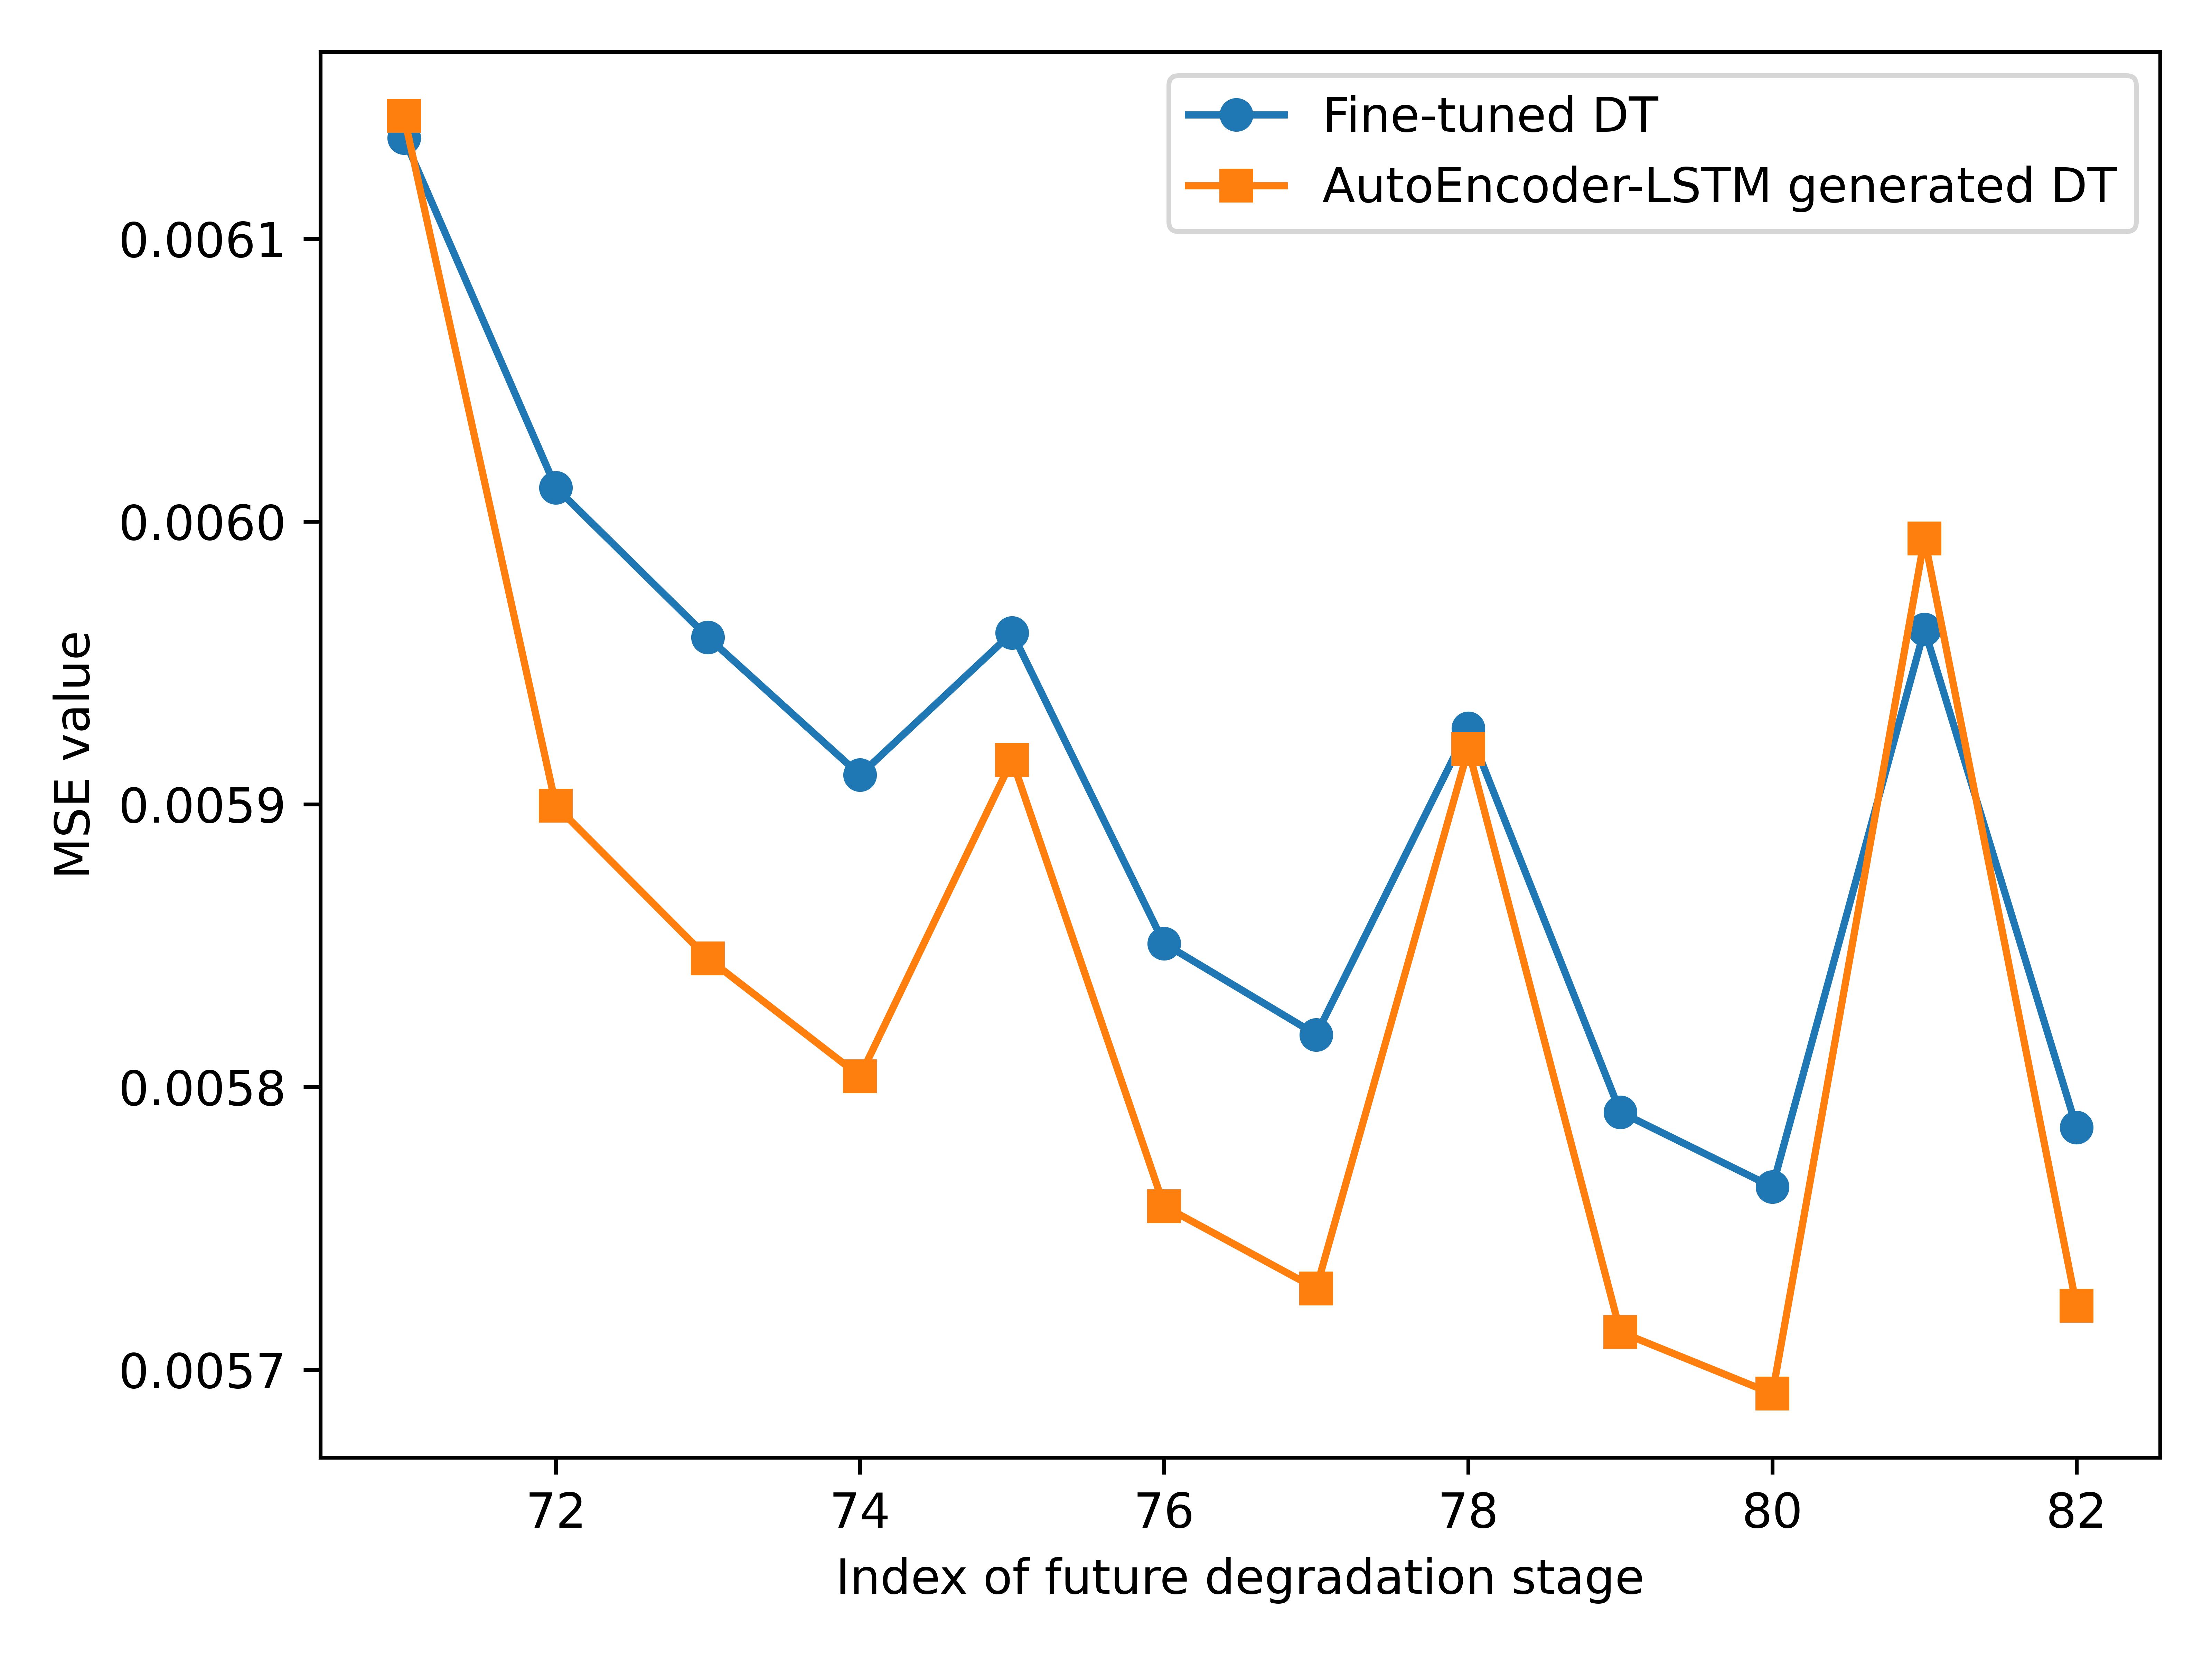 Fine-tuned DT
AutoEncoder-LSTM generated DT
0.0061
0.0060
0.0059
0.0058
0.0057
MSE value
72 74 76 78 80 82
Index of future degradation stage